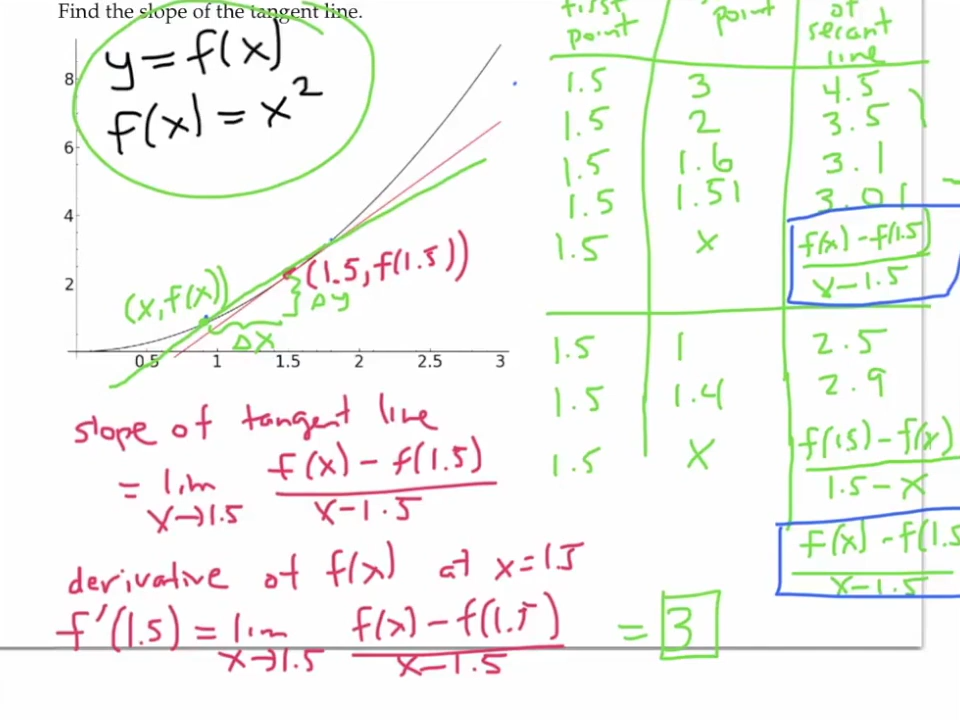 Find the slope of the tangent line.
y = f(x)
f(x) = x²
8
6
4
2
0.5 1 1.5 2 2.5 3
(1.5, f(1.5))
(x, f(x))
Δy
Δx
first point point of secant line
1.5 3 4.5
1.5 2 3.5
1.5 1.6 3.1
1.5 1.51 3.01
1.5 x f(x) - f(1.5)
x - 1.5
1.5 1 2.5
1.5 1.4 2.9
1.5 x f(1.5) - f(x)
1.5 - x
f(x) - f(1.5
x - 1.5
slope of tangent line
= lim x→1.5 f(x) - f(1.5)
x - 1.5
derivative of f(x) at x = 1.5
f'(1.5) = lim x→1.5 f(x) - f(1.5)
x - 1.5
= 3